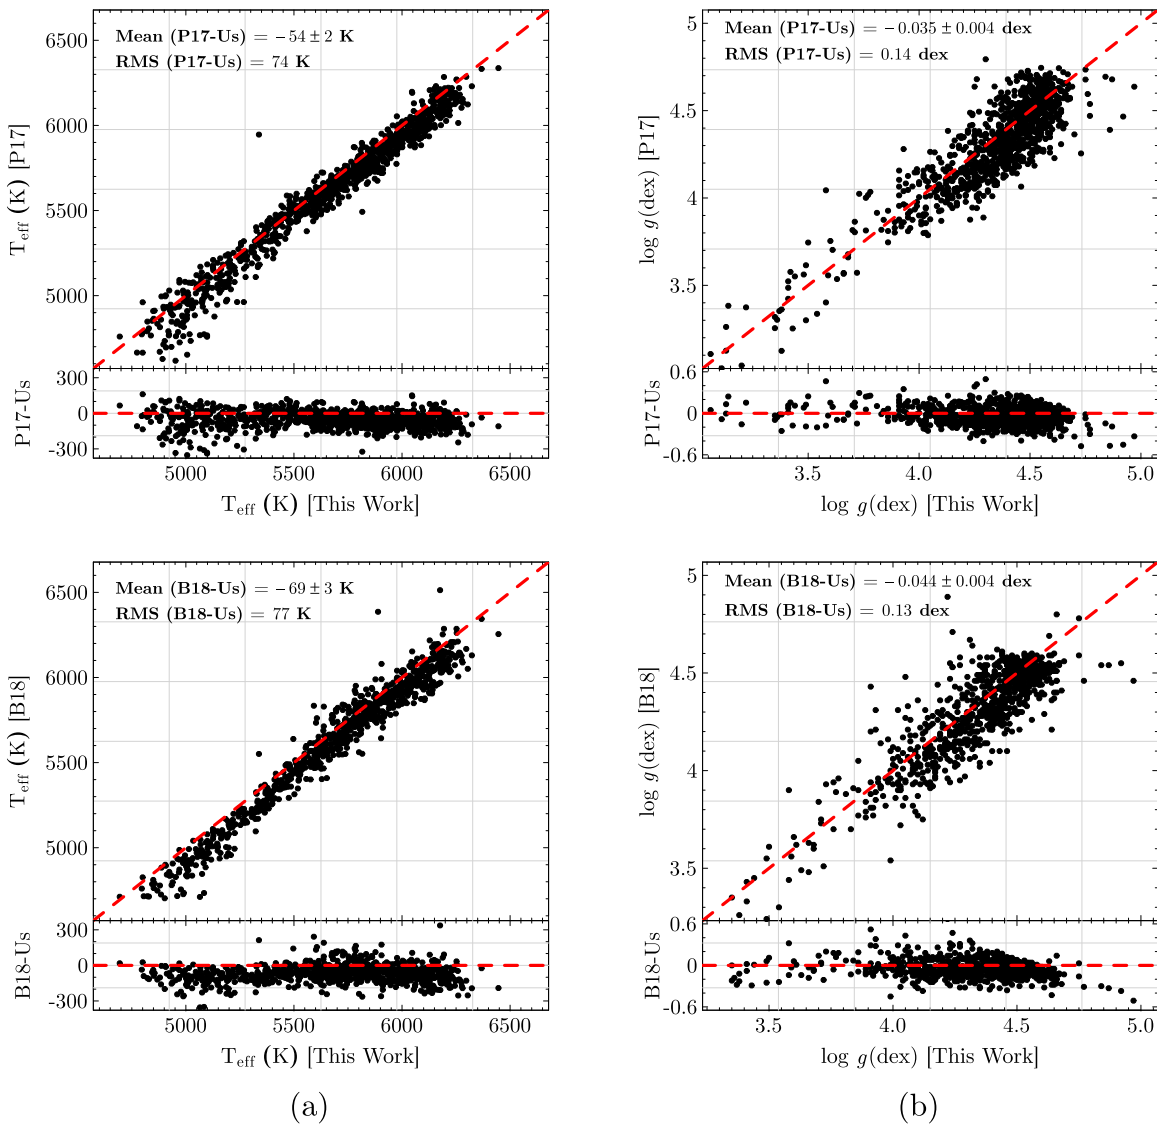 Mean (P17-Us) = −54 ± 2 K
RMS (P17-Us) = 74 K
6500
6000
5500
5000
T_eff (K) [P17]
300
0
-300
P17-Us
5000 5500 6000 6500
T_eff (K) [This Work]
Mean (P17-Us) = −0.035 ± 0.004 dex
RMS (P17-Us) = 0.14 dex
5
4.5
4
3.5
log g(dex) [P17]
0.6
0
-0.6
P17-Us
3.5 4.0 4.5 5.0
log g(dex) [This Work]
Mean (B18-Us) = −69 ± 3 K
RMS (B18-Us) = 77 K
6500
6000
5500
5000
T_eff (K) [B18]
300
0
-300
B18-Us
5000 5500 6000 6500
T_eff (K) [This Work]
(a)
Mean (B18-Us) = −0.044 ± 0.004 dex
RMS (B18-Us) = 0.13 dex
5
4.5
4
3.5
log g(dex) [B18]
0.6
0
-0.6
B18-Us
3.5 4.0 4.5 5.0
log g(dex) [This Work]
(b)